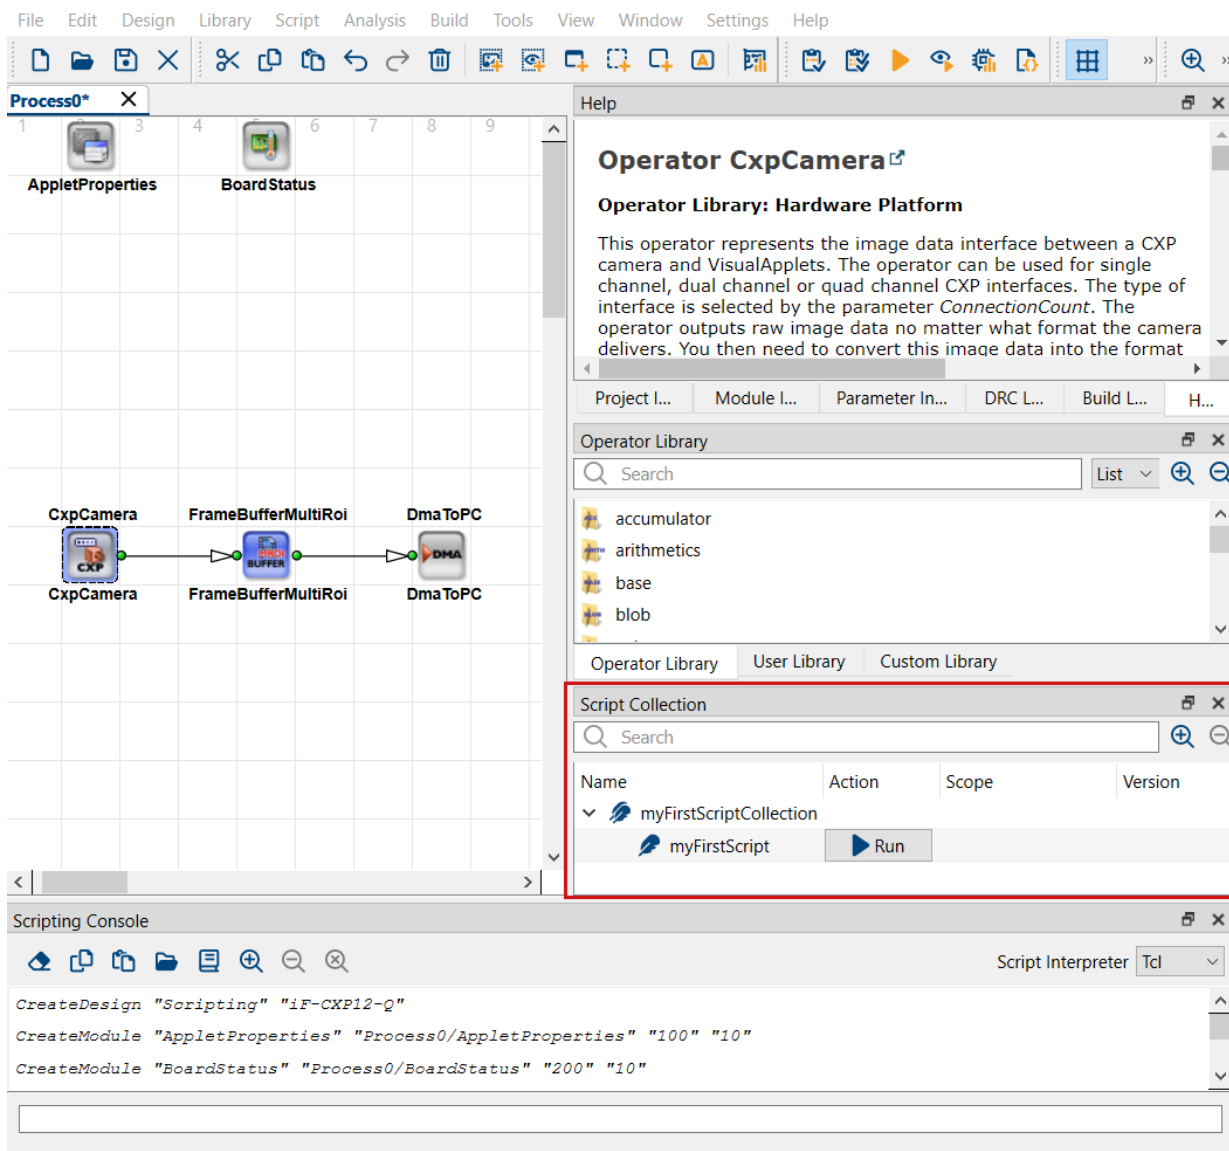 File Edit Design Library Script Analysis Build Tools View Window Settings Help
Process0*
1 3 4 6 7 8 9
AppletProperties BoardStatus
CxpCamera FrameBufferMultiRoi DmaToPC
CXP BUFFER DMA
CxpCamera FrameBufferMultiRoi DmaToPC
Help
Operator CxpCamera
Operator Library: Hardware Platform
This operator represents the image data interface between a CXP
camera and VisualApplets. The operator can be used for single
channel, dual channel or quad channel CXP interfaces. The type of
interface is selected by the parameter ConnectionCount. The
operator outputs raw image data no matter what format the camera
delivers. You then need to convert this image data into the format
Project I... Module I... Parameter In... DRC L... Build L... H...
Operator Library
Search List
accumulator
arithmetics
base
blob
Operator Library User Library Custom Library
Script Collection
Search
Name Action Scope Version
myFirstScriptCollection
myFirstScript Run
Scripting Console
Script Interpreter Tcl
CreateDesign "Scripting" "iF-CXP12-Q"
CreateModule "AppletProperties" "Process0/AppletProperties" "100" "10"
CreateModule "BoardStatus" "Process0/BoardStatus" "200" "10"